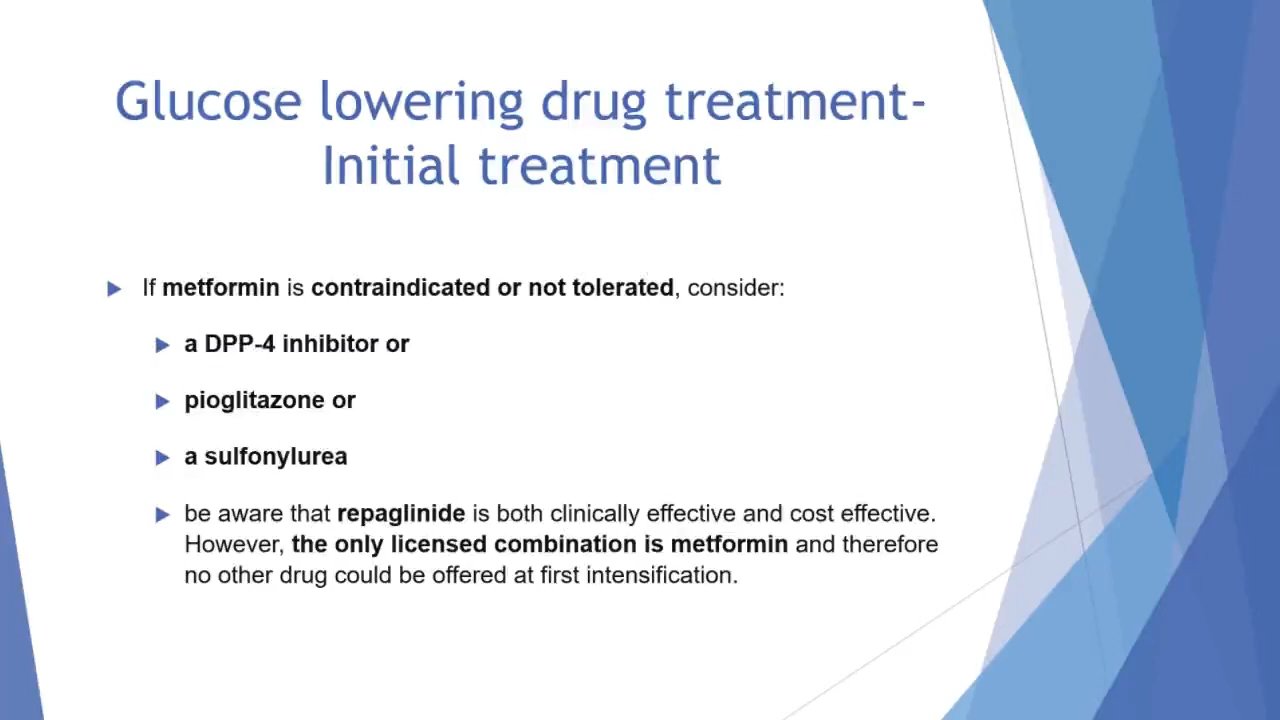 Glucose lowering drug treatment-
Initial treatment
If metformin is contraindicated or not tolerated, consider:
a DPP-4 inhibitor or
pioglitazone or
a sulfonylurea
be aware that repaglinide is both clinically effective and cost effective.
However, the only licensed combination is metformin and therefore
no other drug could be offered at first intensification.